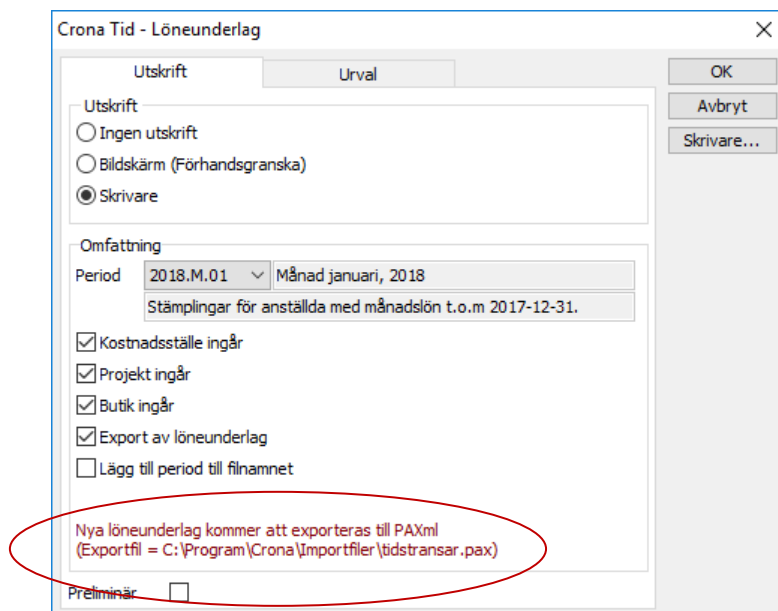 Crona Tid - Löneunderlag
Utskrift
Urval
OK
Avbryt
Skrivare...
Utskrift
Ingen utskrift
Bildskärm (Förhandsgranska)
Skrivare
Omfattning
Period 2018.M.01 Månad januari, 2018
Stämplingar för anställda med månadslön t.o.m 2017-12-31.
Kostnadsställe ingår
Projekt ingår
Butik ingår
Export av löneunderlag
Lägg till period till filnamnet
Nya löneunderlag kommer att exporteras till PAXml
(Exportfil = C:\Program\Crona\Importfiler\tidstransar.pax)
Preliminär